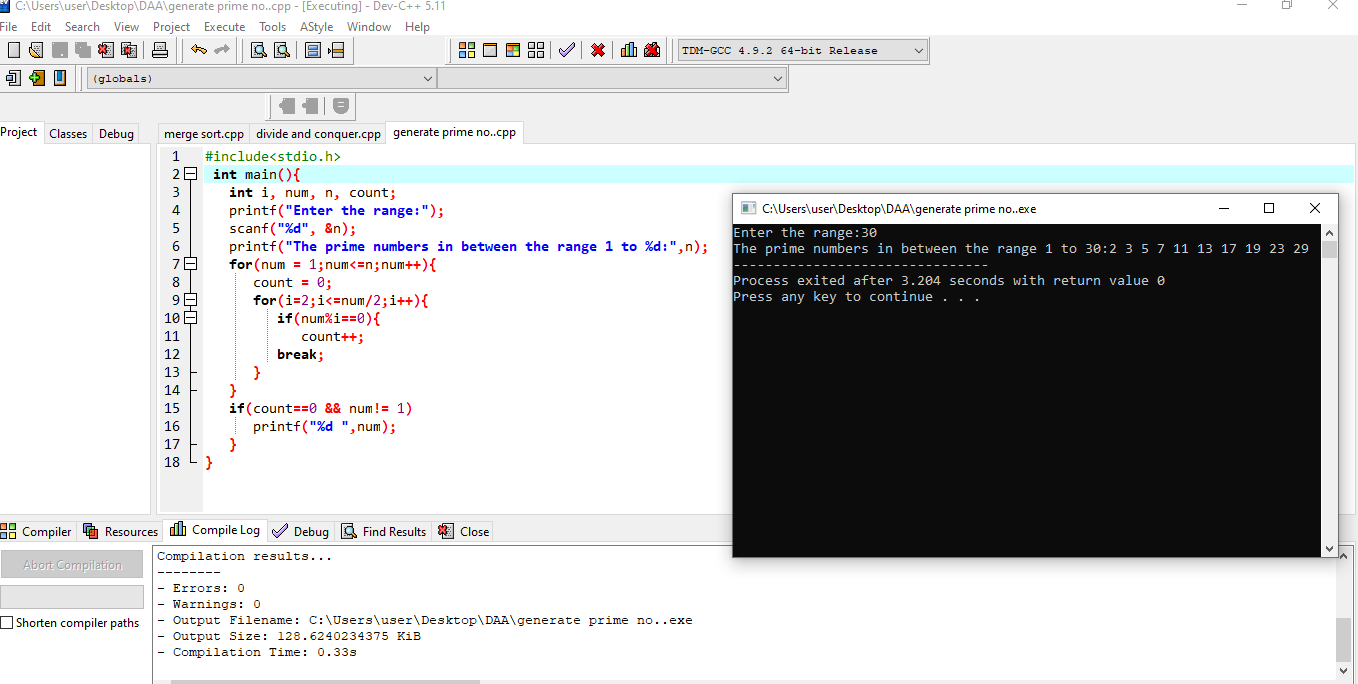 C:\Users\user\Desktop\DAA\generate prime no..cpp - [Executing] - Dev-C++ 5.11
File Edit Search View Project Execute Tools AStyle Window Help
TDM-GCC 4.9.2 64-bit Release
(globals)
Project Classes Debug
merge sort.cpp divide and conquer.cpp generate prime no..cpp
1 #include<stdio.h>
2 int main(){
3 int i, num, n, count;
4 printf("Enter the range:");
5 scanf("%d", &n);
6 printf("The prime numbers in between the range 1 to %d:",n);
7 for(num = 1;num<=n;num++){
8 count = 0;
9 for(i=2;i<=num/2;i++){
10 if(num%i==0){
11 count++;
12 break;
13 }
14 }
15 if(count==0 && num!= 1)
16 printf("%d ",num);
17 }
18 }
C:\Users\user\Desktop\DAA\generate prime no..exe
Enter the range:30
The prime numbers in between the range 1 to 30:2 3 5 7 11 13 17 19 23 29
--------------------------------
Process exited after 3.204 seconds with return value 0
Press any key to continue . . .
Compiler Resources Compile Log Debug Find Results Close
Abort Compilation
Shorten compiler paths
Compilation results...
--------
- Errors: 0
- Warnings: 0
- Output Filename: C:\Users\user\Desktop\DAA\generate prime no..exe
- Output Size: 128.6240234375 KiB
- Compilation Time: 0.33s